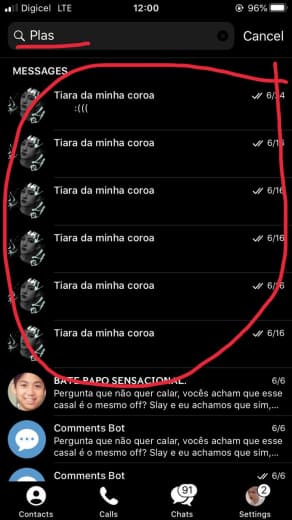 Digicel LTE 12:00 96%
Plas Cancel
MESSAGES
Tiara da minha coroa 6/24
:(((
Tiara da minha coroa 6/16
Tiara da minha coroa 6/16
Tiara da minha coroa 6/16
Tiara da minha coroa 6/16
Tiara da minha coroa 6/16
BATE PAPO SENSACIONAL. 6/6
Pergunta que não quer calar, vocês acham que esse
casal é o mesmo off? Slay e eu achamos que sim,...
Comments Bot 6/6
Pergunta que não quer calar, vocês acham que esse
casal é o mesmo off? Slay e eu achamos que sim,...
Comments Bot 6/6
91 2
Contacts Calls Chats Settings